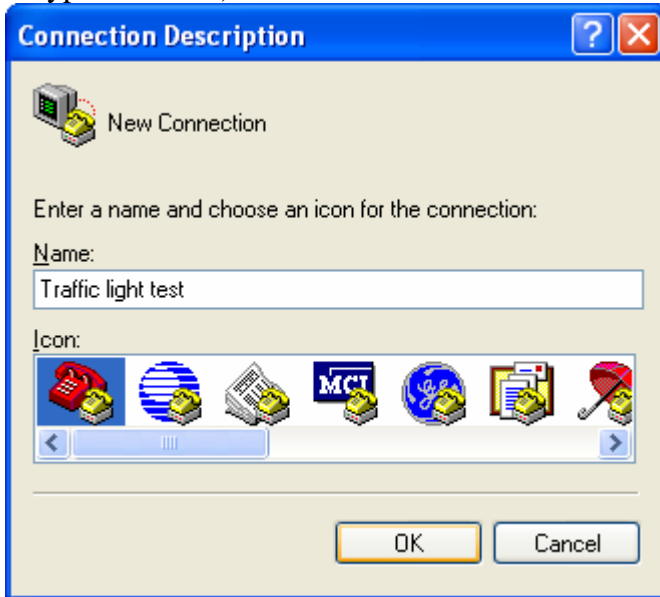 Connection Description
New Connection
Enter a name and choose an icon for the connection:
Name:
Traffic light test
Icon:
MCI
OK
Cancel